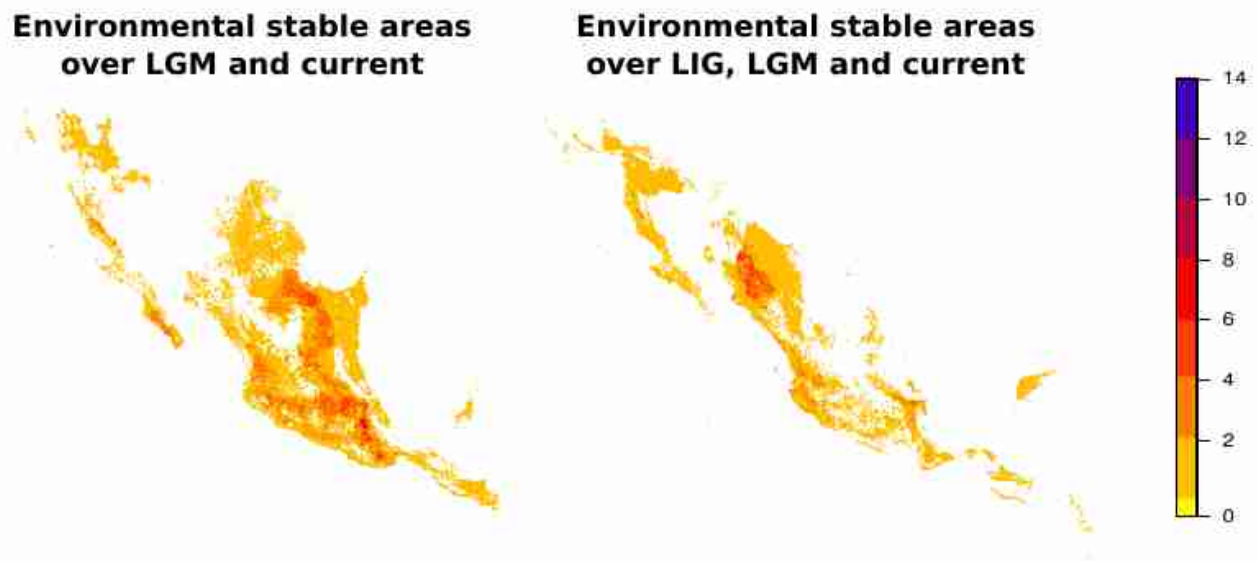 Environmental stable areas
over LGM and current
Environmental stable areas
over LIG, LGM and current
14
12
10
8
6
4
2
0